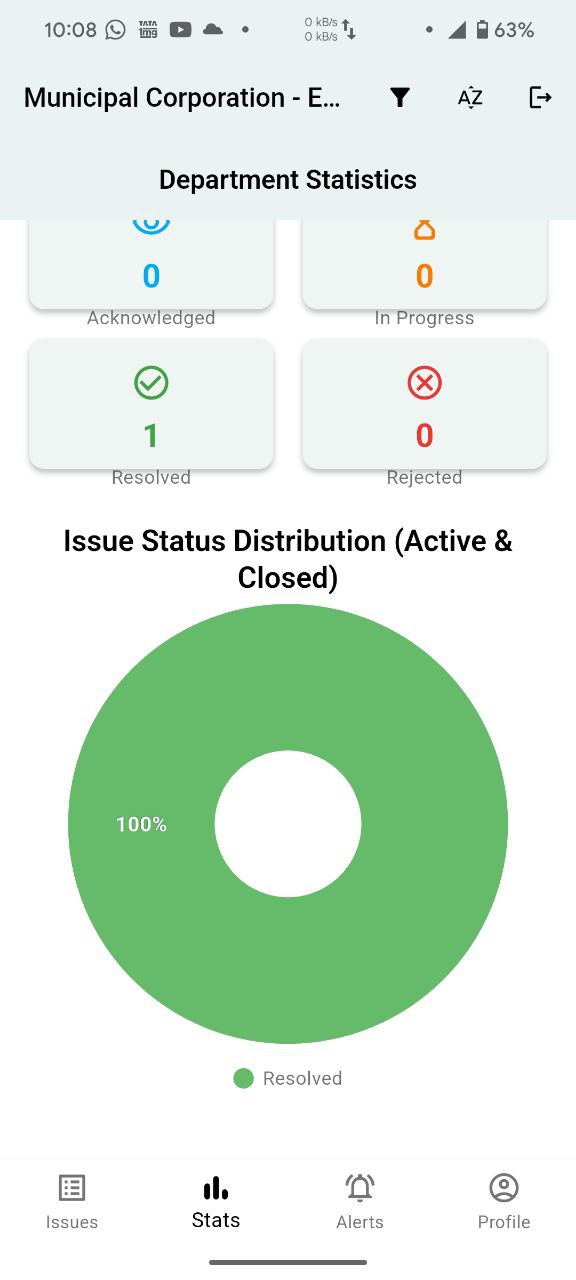 10:08 TATA 1mg 0 kB/s 63%
0 kB/s
Municipal Corporation - E... AZ
Department Statistics
0 0
Acknowledged In Progress
1 0
Resolved Rejected
Issue Status Distribution (Active &
Closed)
100%
Resolved
Issues Stats Alerts Profile